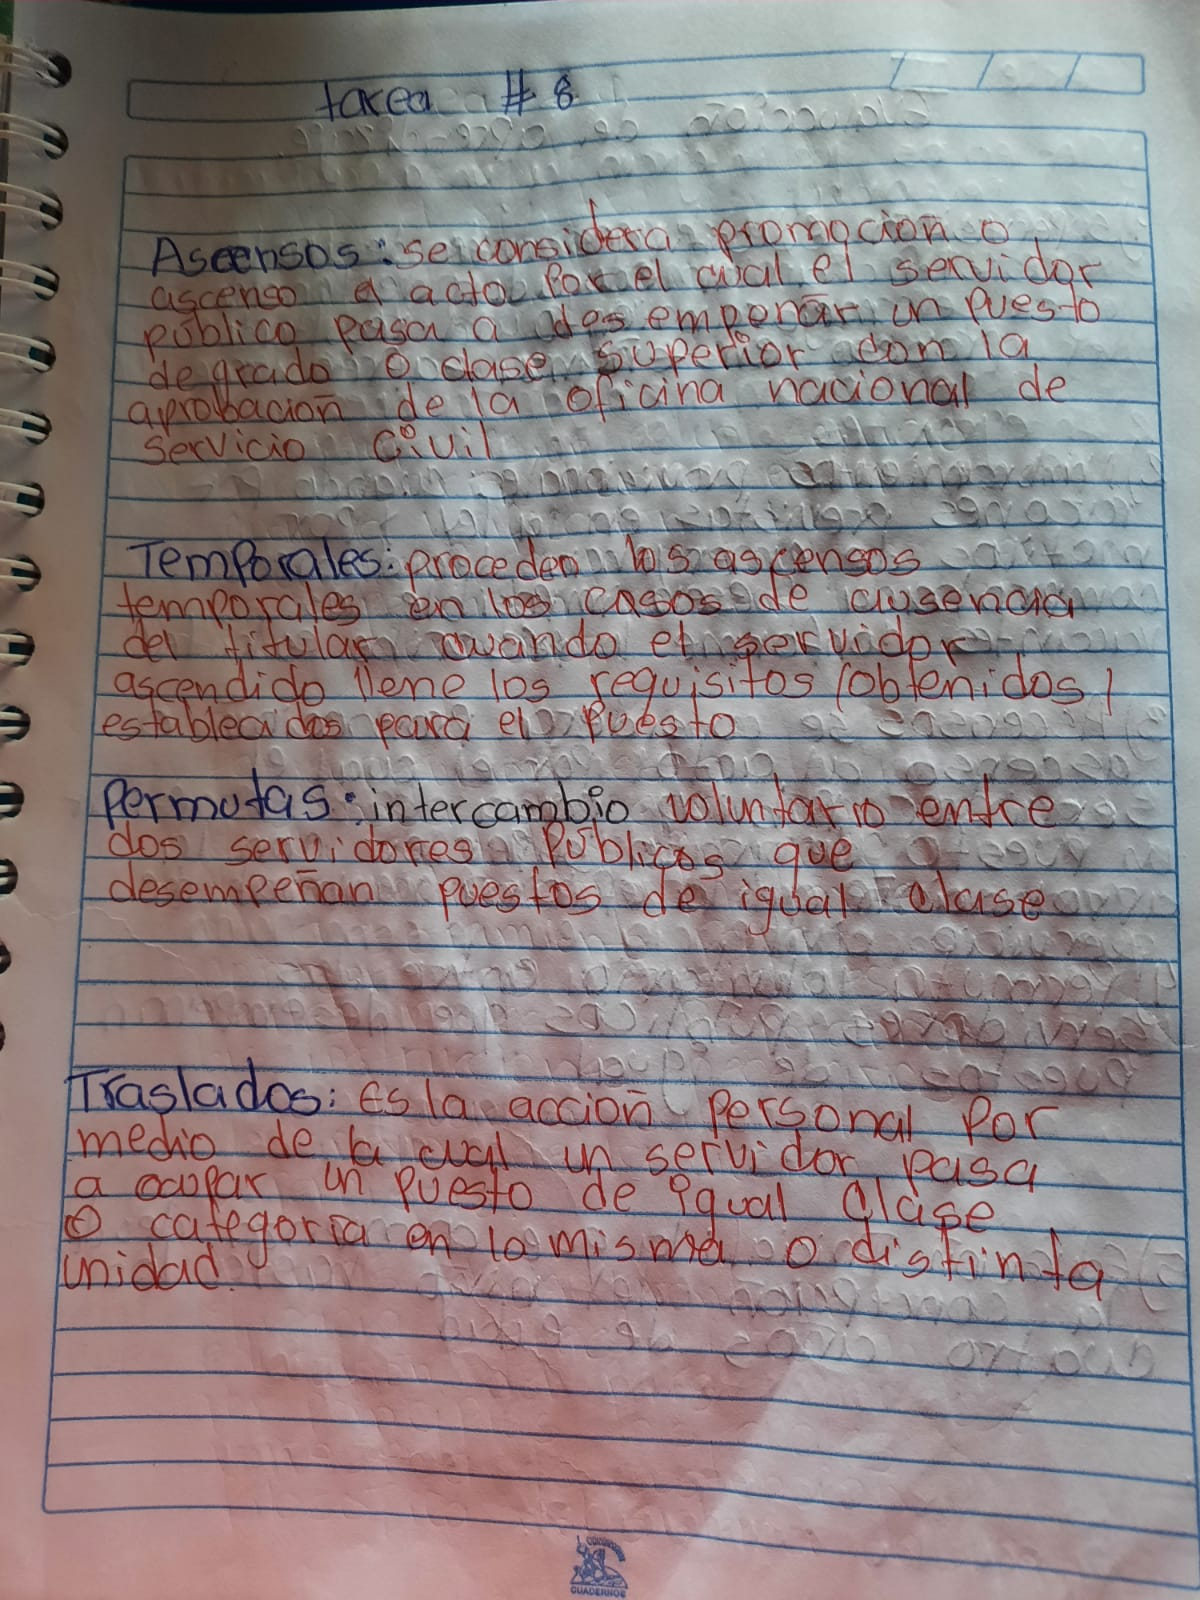 tarea # 8
Ascensos: se considera promocion o
ascenso el acto por el cual el servidor
público pasa a desempeñar un puesto
de grado o clase superior con la
aprobación de la oficina nacional de
servicio civil
Temporales: proceden los ascensos
temporales en los casos de ausencia
del titular cuando el servidor
ascendido llene los requisitos (obtenidos)
establecidos para el puesto
permutas: intercambio voluntario entre
dos servidores públicos que
desempeñan puestos de igual clase
Traslados: Es la acción personal por
medio de la cual un servidor pasa
a ocupar un puesto de igual clase
o categoria en la misma o distinta
unidad.
CUADERNOS